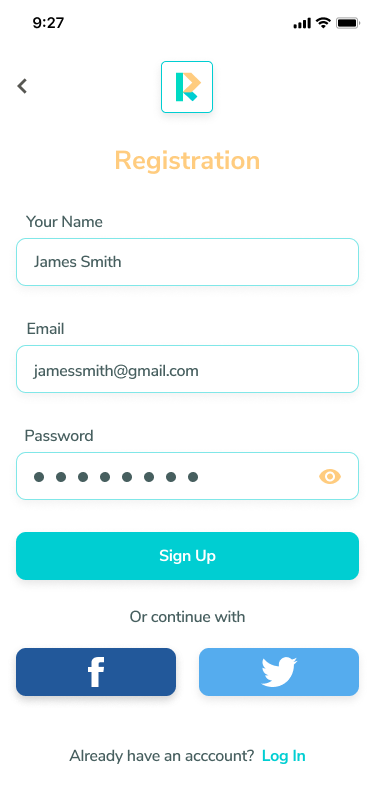 9:27
Registration
Your Name
James Smith
Email
jamessmith@gmail.com
Password
Sign Up
Or continue with
Already have an acccount? Log In